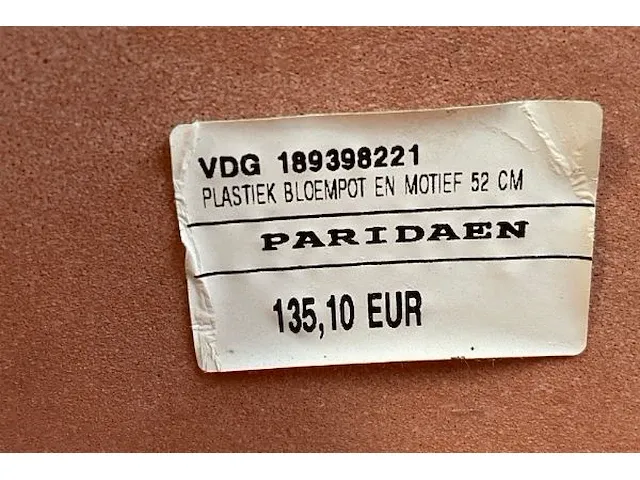 VDG 189398221
PLASTIEK BLOEMPOT EN MOTIEF 52 CM
PARIDAEN
135,10 EUR